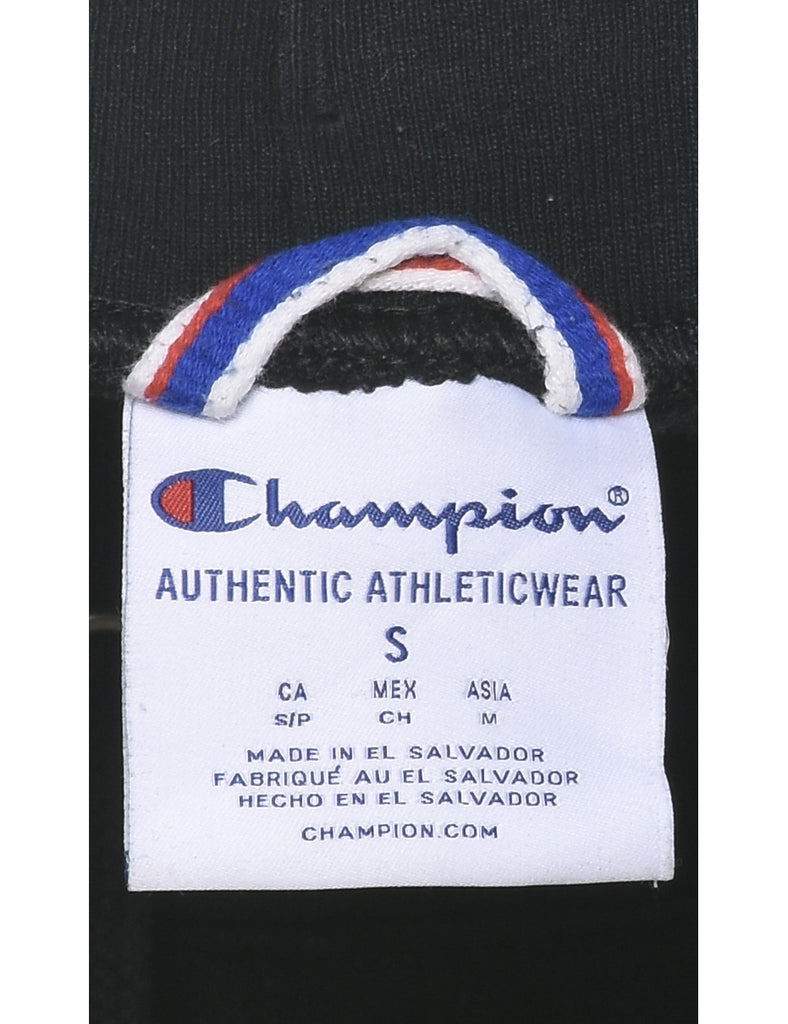 Champion®
AUTHENTIC ATHLETICWEAR
S
CA MEX ASIA
S/P CH M
MADE IN EL SALVADOR
FABRIQUÉ AU EL SALVADOR
HECHO EN EL SALVADOR
CHAMPION.COM